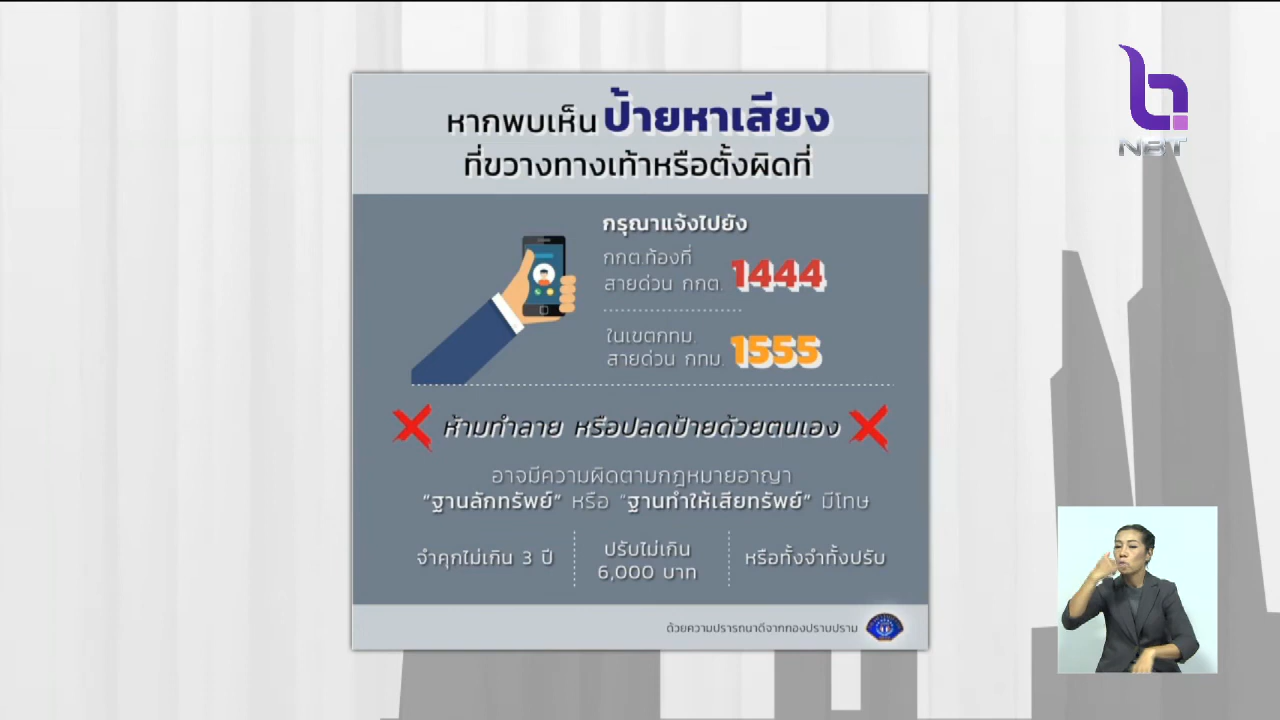 NBT
หากพบเห็น ป้ายหาเสียง
ที่ขวางทางเท้าหรือตั้งผิดที่
กรุณาแจ้งไปยัง
กกต.ท้องที่
สายด่วน กกต. 1444
ในเขตกทม.
สายด่วน กทม. 1555
ห้ามทำลาย หรือปลดป้ายด้วยตนเอง
อาจมีความผิดตามกฎหมายอาญา
“ฐานลักทรัพย์” หรือ “ฐานทำให้เสียทรัพย์” มีโทษ
จำคุกไม่เกิน 3 ปี
ปรับไม่เกิน
6,000 บาท
หรือทั้งจำทั้งปรับ
ด้วยความปรารถนาดีจากกองปราบปราม